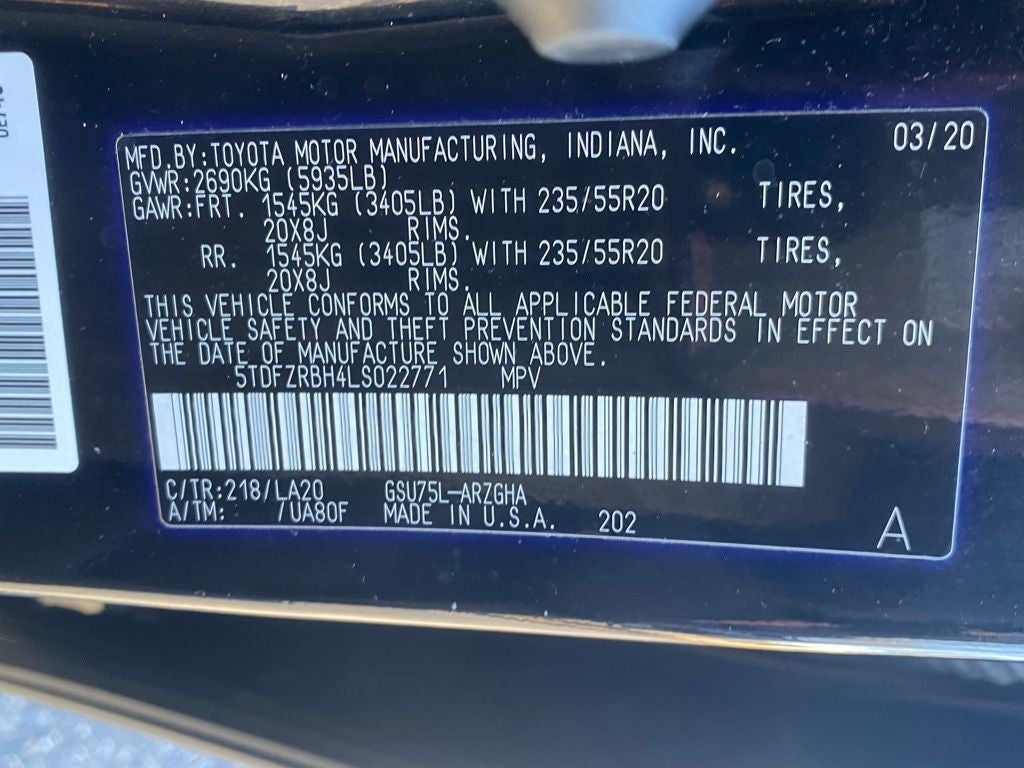 MFD.BY:TOYOTA MOTOR MANUFACTURING, INDIANA, INC. 03/20
GVWR:2690KG (5935LB)
GAWR:FRT. 1545KG (3405LB) WITH 235/55R20 TIRES,
20X8J RIMS.
RR. 1545KG (3405LB) WITH 235/55R20 TIRES,
20X8J RIMS.
THIS VEHICLE CONFORMS TO ALL APPLICABLE FEDERAL MOTOR
VEHICLE SAFETY AND THEFT PREVENTION STANDARDS IN EFFECT ON
THE DATE OF MANUFACTURE SHOWN ABOVE.
5TDFZRBH4LS022771 MPV
C/TR:218/LA20 GSU75L-ARZGHA
A/TM: /UA80F MADE IN U.S.A. 202 A